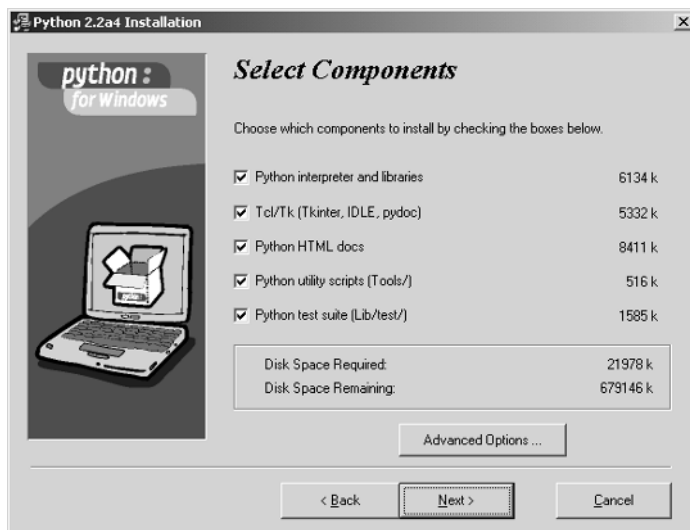 Python 2.2a4 Installation
python :
for Windows
Select Components
Choose which components to install by checking the boxes below.
Python interpreter and libraries 6134 k
Tcl/Tk (Tkinter, IDLE, pydoc) 5332 k
Python HTML docs 8411 k
Python utility scripts (Tools/) 516 k
Python test suite (Lib/test/) 1585 k
Disk Space Required: 21978 k
Disk Space Remaining: 679146 k
Advanced Options ...
< Back Next > Cancel